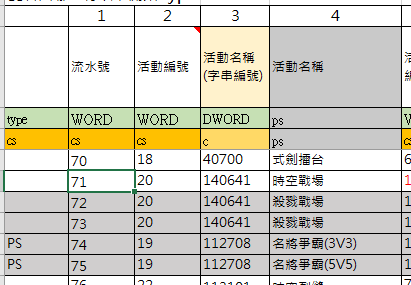 1 2 3 4
流水號 活動編號 活動名稱 活動名稱
(字串編號)
type WORD WORD DWORD ps
cs cs cs c ps
70 18 40700 式劍擂台
71 20 140641 時空戰場
72 20 140641 殺戮戰場
73 20 140641 殺戮戰場
PS 74 19 112708 名將爭霸(3V3)
PS 75 19 112708 名將爭霸(5V5)